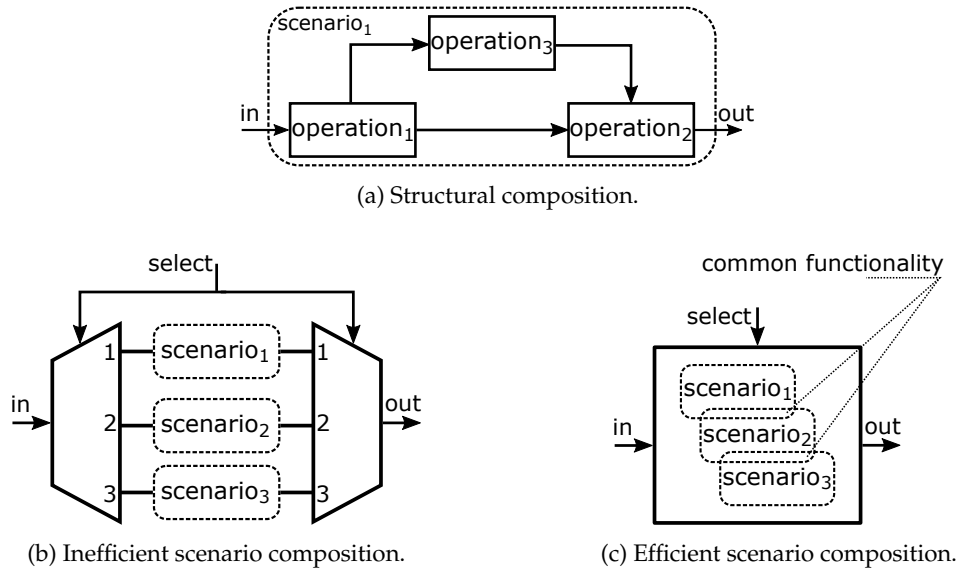 scenario₁
operation₃
in
out
operation₁
operation₂
(a) Structural composition.
select
1 scenario₁ 1
in
out
2 scenario₂ 2
3 scenario₃ 3
(b) Inefficient scenario composition.
common functionality
select
scenario₁
in
out
scenario₂
scenario₃
(c) Efficient scenario composition.